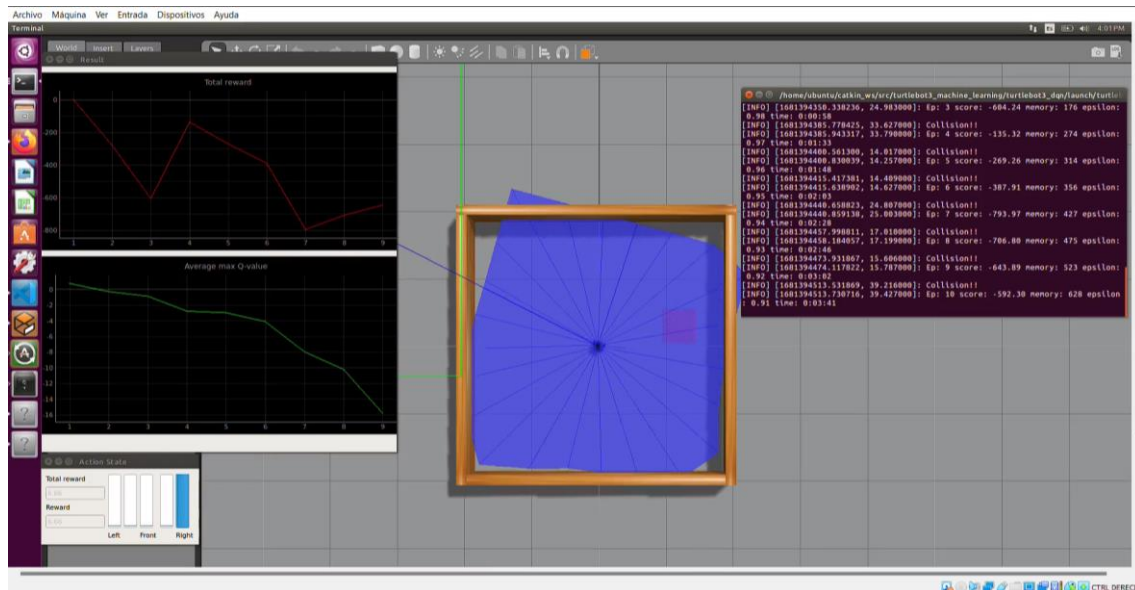 Archivo Máquina Ver Entrada Dispositivos Ayuda
Terminal
4:01PM
World Insert Layers
Result
Total reward
0
-200
-400
-600
-800
1 2 3 4 5 6 7 8 9
Average max Q-value
0
-2
-4
-6
-8
-10
-12
-14
-16
1 2 3 4 5 6 7 8 9
Action State
Total reward
Reward
Left Front Right
/home/ubuntu/catkin_ws/src/turtlebot3_machine_learning/turtlebot3_dqn/launch/turtle
[INFO] [1681394350.338236, 24.983000]: Ep: 3 score: -604.24 memory: 176 epsilon:
0.98 time: 0:00:58
[INFO] [1681394385.778425, 33.627000]: Collision!!
[INFO] [1681394385.943317, 33.790000]: Ep: 4 score: -135.32 memory: 274 epsilon:
0.97 time: 0:01:33
[INFO] [1681394400.561300, 14.017000]: Collision!!
[INFO] [1681394400.830039, 14.257000]: Ep: 5 score: -269.26 memory: 314 epsilon:
0.96 time: 0:01:48
[INFO] [1681394415.417381, 14.409000]: Collision!!
[INFO] [1681394415.638902, 14.627000]: Ep: 6 score: -387.91 memory: 356 epsilon:
0.95 time: 0:02:03
[INFO] [1681394440.658823, 24.807000]: Collision!!
[INFO] [1681394440.859138, 25.003000]: Ep: 7 score: -793.97 memory: 427 epsilon:
0.94 time: 0:02:28
[INFO] [1681394457.998811, 17.010000]: Collision!!
[INFO] [1681394458.184057, 17.199000]: Ep: 8 score: -706.80 memory: 475 epsilon:
0.93 time: 0:02:46
[INFO] [1681394473.931867, 15.606000]: Collision!!
[INFO] [1681394474.117822, 15.787000]: Ep: 9 score: -643.89 memory: 523 epsilon:
0.92 time: 0:03:02
[INFO] [1681394513.531869, 39.216000]: Collision!!
[INFO] [1681394513.730716, 39.427000]: Ep: 10 score: -592.30 memory: 628 epsilon
: 0.91 time: 0:03:41
CTRL DEREC